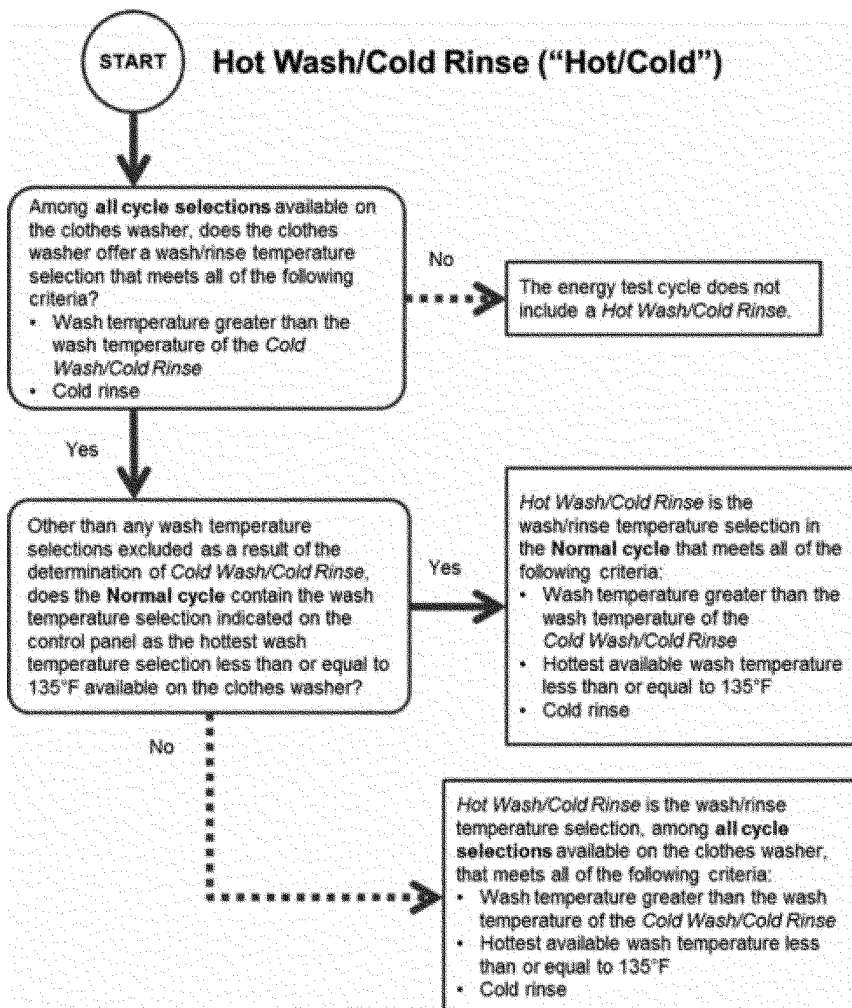 START
Hot Wash/Cold Rinse (“Hot/Cold”)
Among all cycle selections available on
the clothes washer, does the clothes
washer offer a wash/rinse temperature
selection that meets all of the following
criteria?
• Wash temperature greater than the
wash temperature of the Cold
Wash/Cold Rinse
• Cold rinse
No
The energy test cycle does not
include a Hot Wash/Cold Rinse.
Yes
Other than any wash temperature
selections excluded as a result of the
determination of Cold Wash/Cold Rinse,
does the Normal cycle contain the wash
temperature selection indicated on the
control panel as the hottest wash
temperature selection less than or equal to
135°F available on the clothes washer?
Yes
Hot Wash/Cold Rinse is the
wash/rinse temperature selection in
the Normal cycle that meets all of the
following criteria:
• Wash temperature greater than the
wash temperature of the
Cold Wash/Cold Rinse
• Hottest available wash temperature
less than or equal to 135°F
• Cold rinse
No
Hot Wash/Cold Rinse is the wash/rinse
temperature selection, among all cycle
selections available on the clothes washer,
that meets all of the following criteria:
• Wash temperature greater than the wash
temperature of the Cold Wash/Cold Rinse
• Hottest available wash temperature less
than or equal to 135°F
• Cold rinse